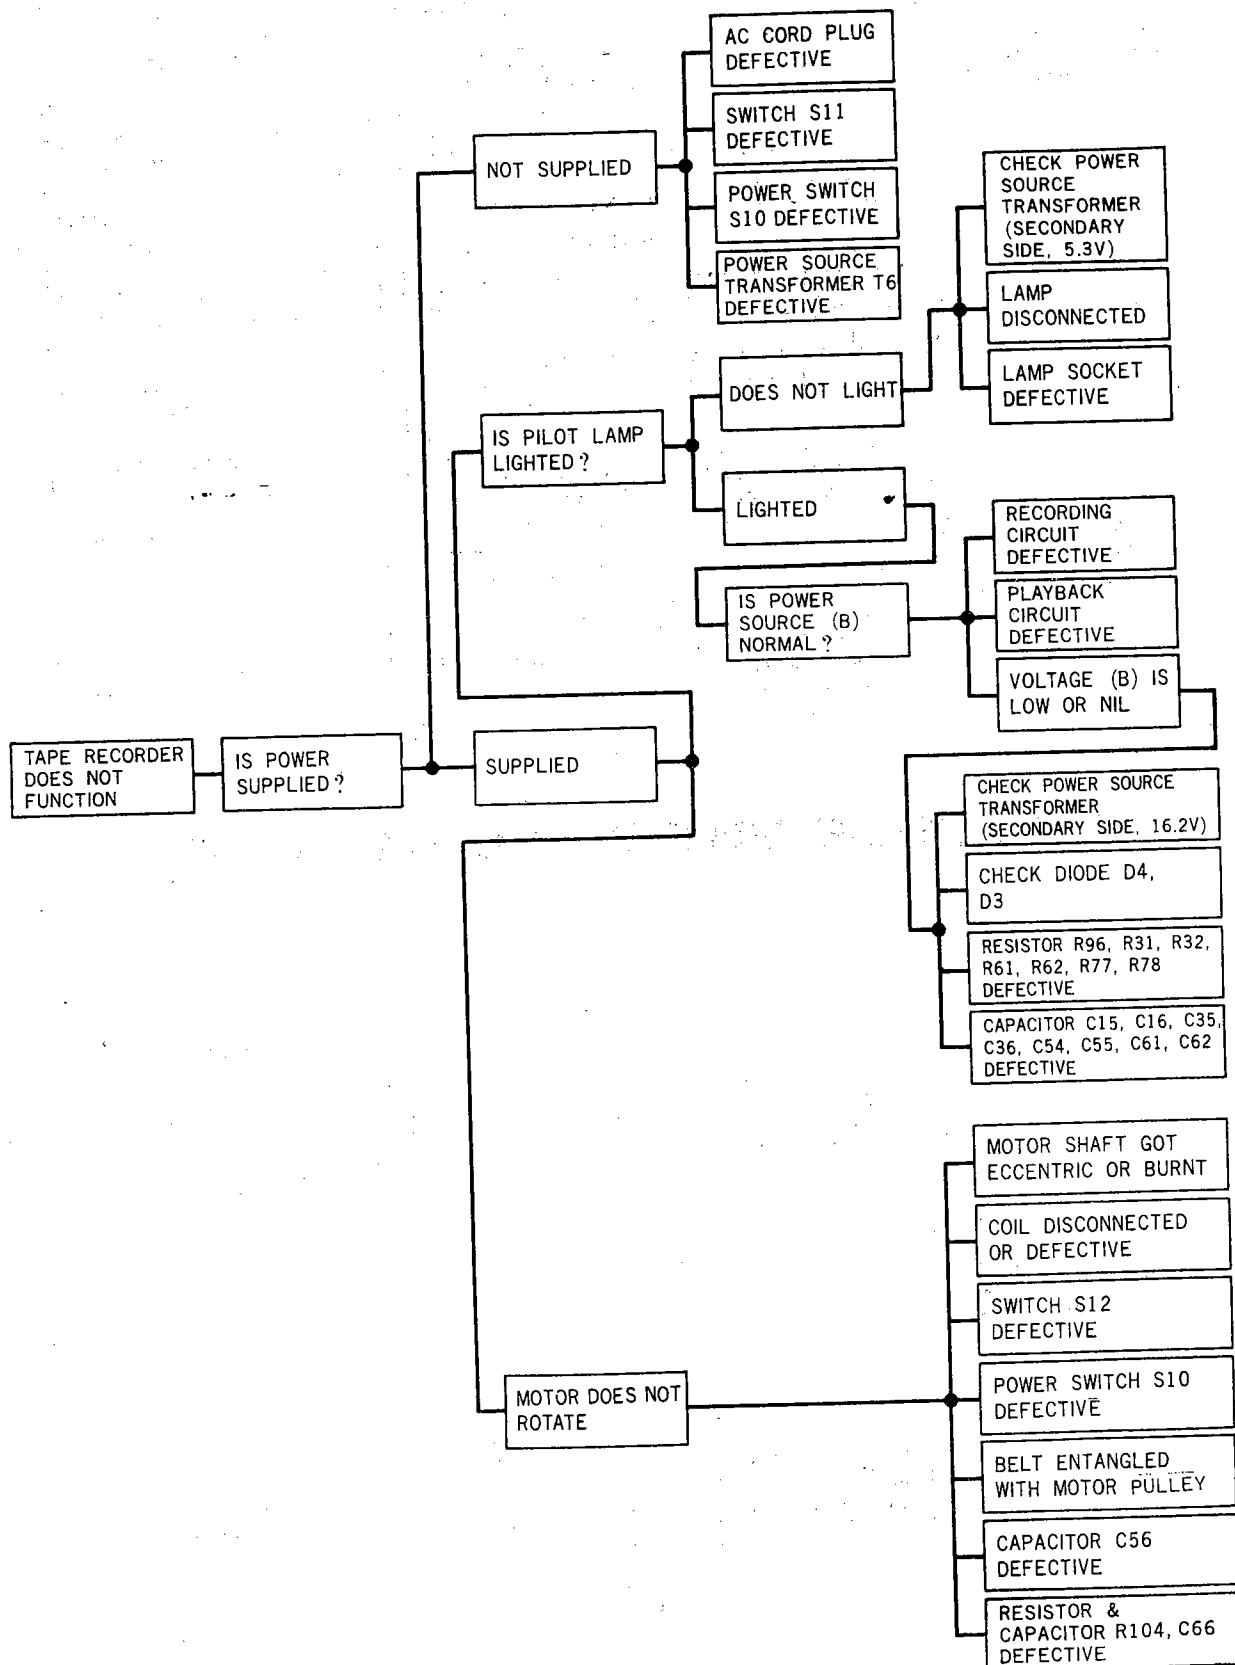 AC CORD PLUG
DEFECTIVE
SWITCH S11
DEFECTIVE
NOT SUPPLIED
POWER SWITCH
S10 DEFECTIVE
POWER SOURCE
TRANSFORMER T6
DEFECTIVE
CHECK POWER
SOURCE
TRANSFORMER
(SECONDARY
SIDE, 5.3V)
LAMP
DISCONNECTED
LAMP SOCKET
DEFECTIVE
DOES NOT LIGHT
IS PILOT LAMP
LIGHTED?
LIGHTED
RECORDING
CIRCUIT
DEFECTIVE
PLAYBACK
CIRCUIT
DEFECTIVE
IS POWER
SOURCE (B)
NORMAL?
VOLTAGE (B) IS
LOW OR NIL
TAPE RECORDER
DOES NOT
FUNCTION
IS POWER
SUPPLIED?
SUPPLIED
CHECK POWER SOURCE
TRANSFORMER
(SECONDARY SIDE, 16.2V)
CHECK DIODE D4,
D3
RESISTOR R96, R31, R32,
R61, R62, R77, R78
DEFECTIVE
CAPACITOR C15, C16, C35,
C36, C54, C55, C61, C62
DEFECTIVE
MOTOR SHAFT GOT
ECCENTRIC OR BURNT
COIL DISCONNECTED
OR DEFECTIVE
SWITCH S12
DEFECTIVE
MOTOR DOES NOT
ROTATE
POWER SWITCH S10
DEFECTIVE
BELT ENTANGLED
WITH MOTOR PULLEY
CAPACITOR C56
DEFECTIVE
RESISTOR &
CAPACITOR R104, C66
DEFECTIVE